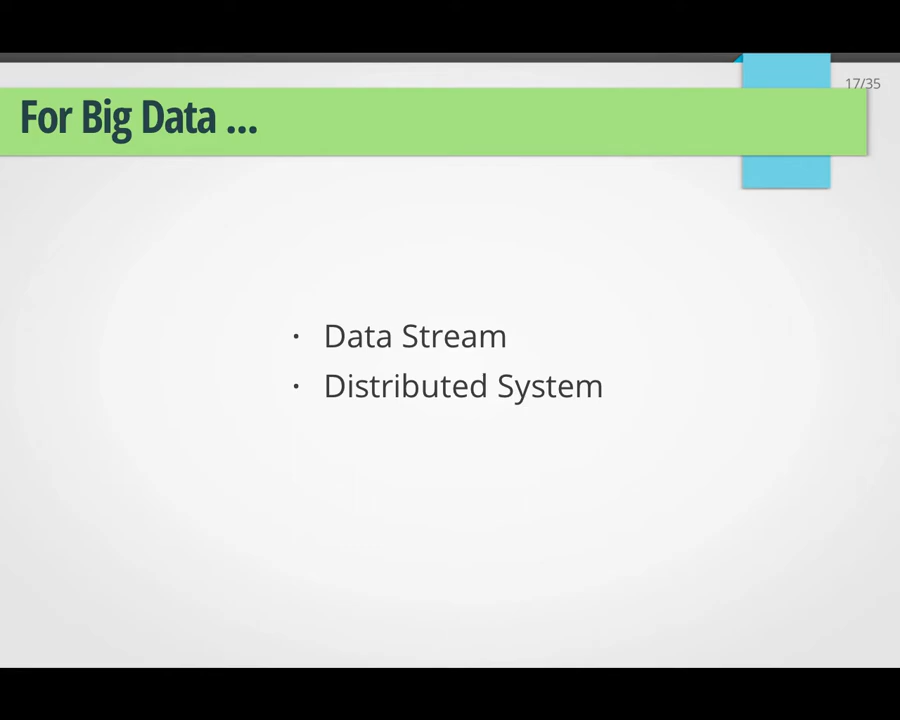 17/35
For Big Data ...
· Data Stream
· Distributed System